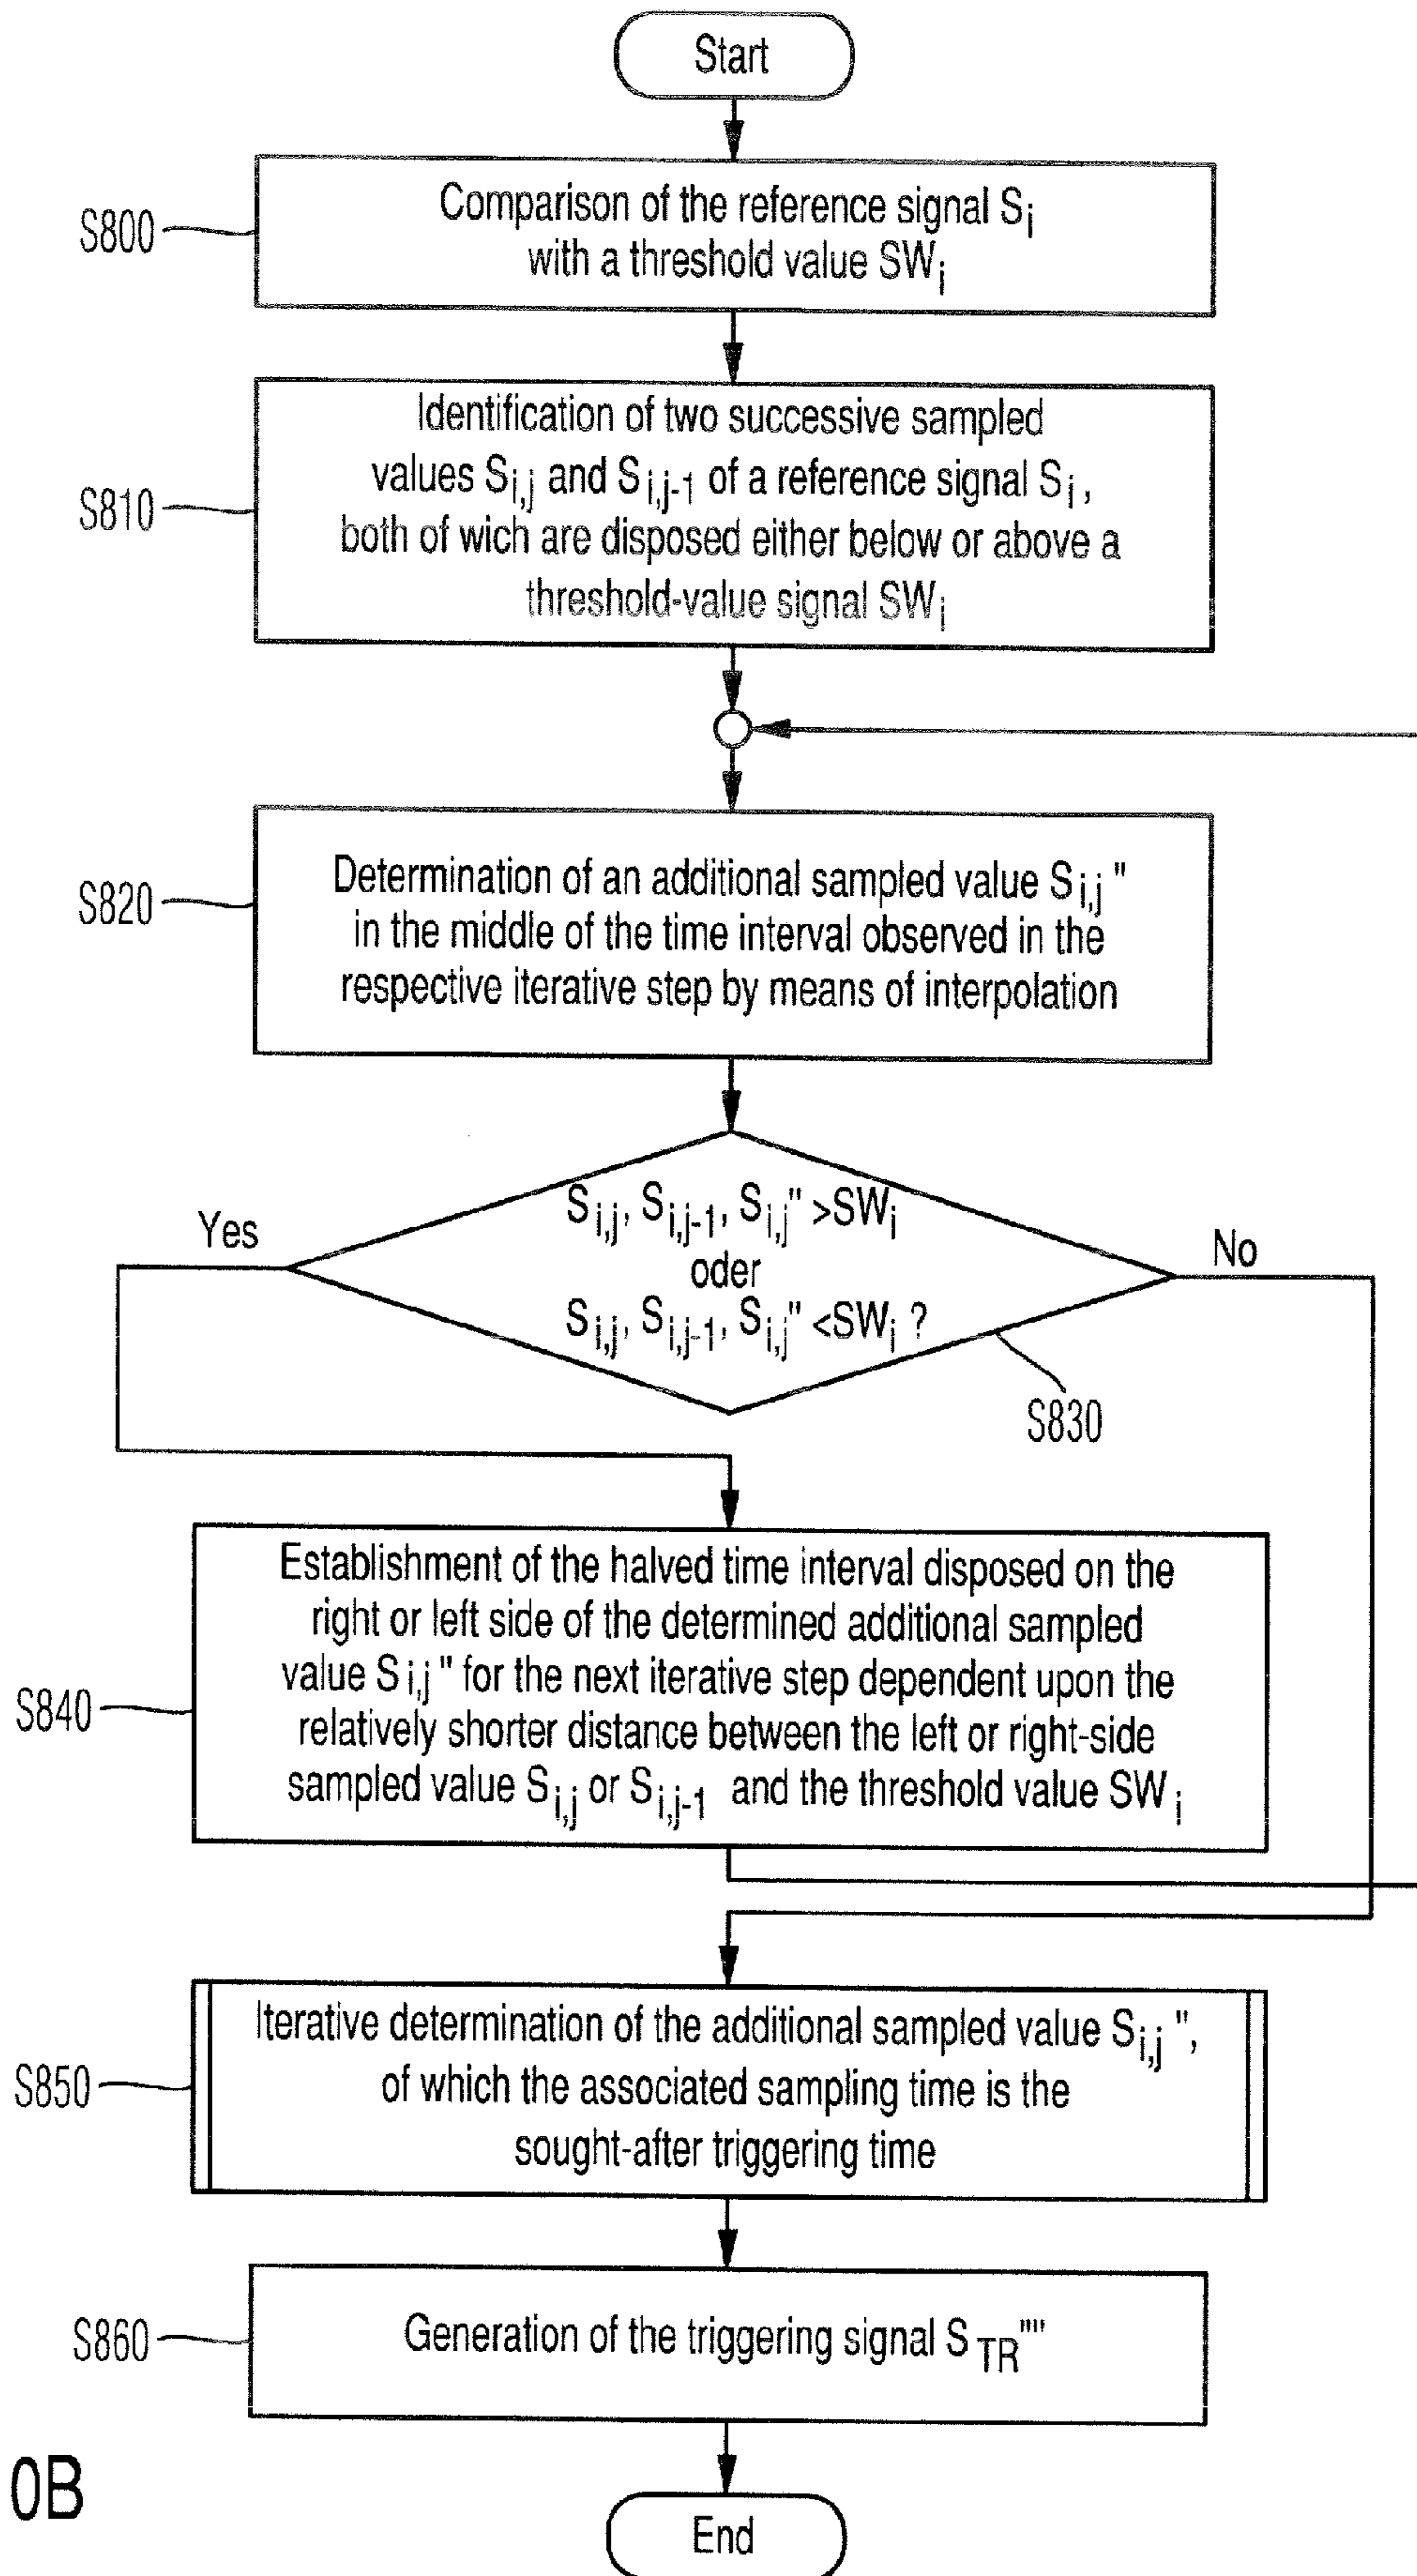 Start
S800
Comparison of the reference signal Si
with a threshold value SWi
S810
Identification of two successive sampled
values Si,j and Si,j-1 of a reference signal Si,
both of wich are disposed either below or above a
threshold-value signal SWi
S820
Determination of an additional sampled value Si,j"
in the middle of the time interval observed in the
respective iterative step by means of interpolation
Yes
Si,j, Si,j-1, Si,j" >SWi
oder
Si,j, Si,j-1, Si,j" <SWi ?
No
S830
S840
Establishment of the halved time interval disposed on the
right or left side of the determined additional sampled
value Si,j" for the next iterative step dependent upon the
relatively shorter distance between the left or right-side
sampled value Si,j or Si,j-1 and the threshold value SWi
S850
Iterative determination of the additional sampled value Si,j",
of which the associated sampling time is the
sought-after triggering time
S860
Generation of the triggering signal STR""
0B
End